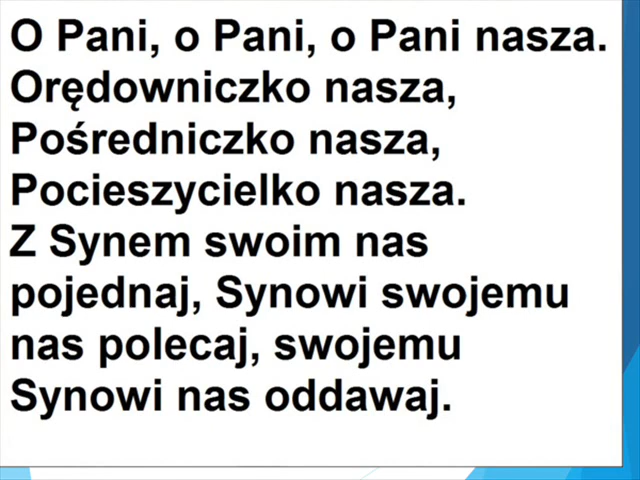 O Pani, o Pani, o Pani nasza.
Orędowniczko nasza,
Pośredniczko nasza,
Pocieszycielko nasza.
Z Synem swoim nas
pojednaj, Synowi swojemu
nas polecaj, swojemu
Synowi nas oddawaj.